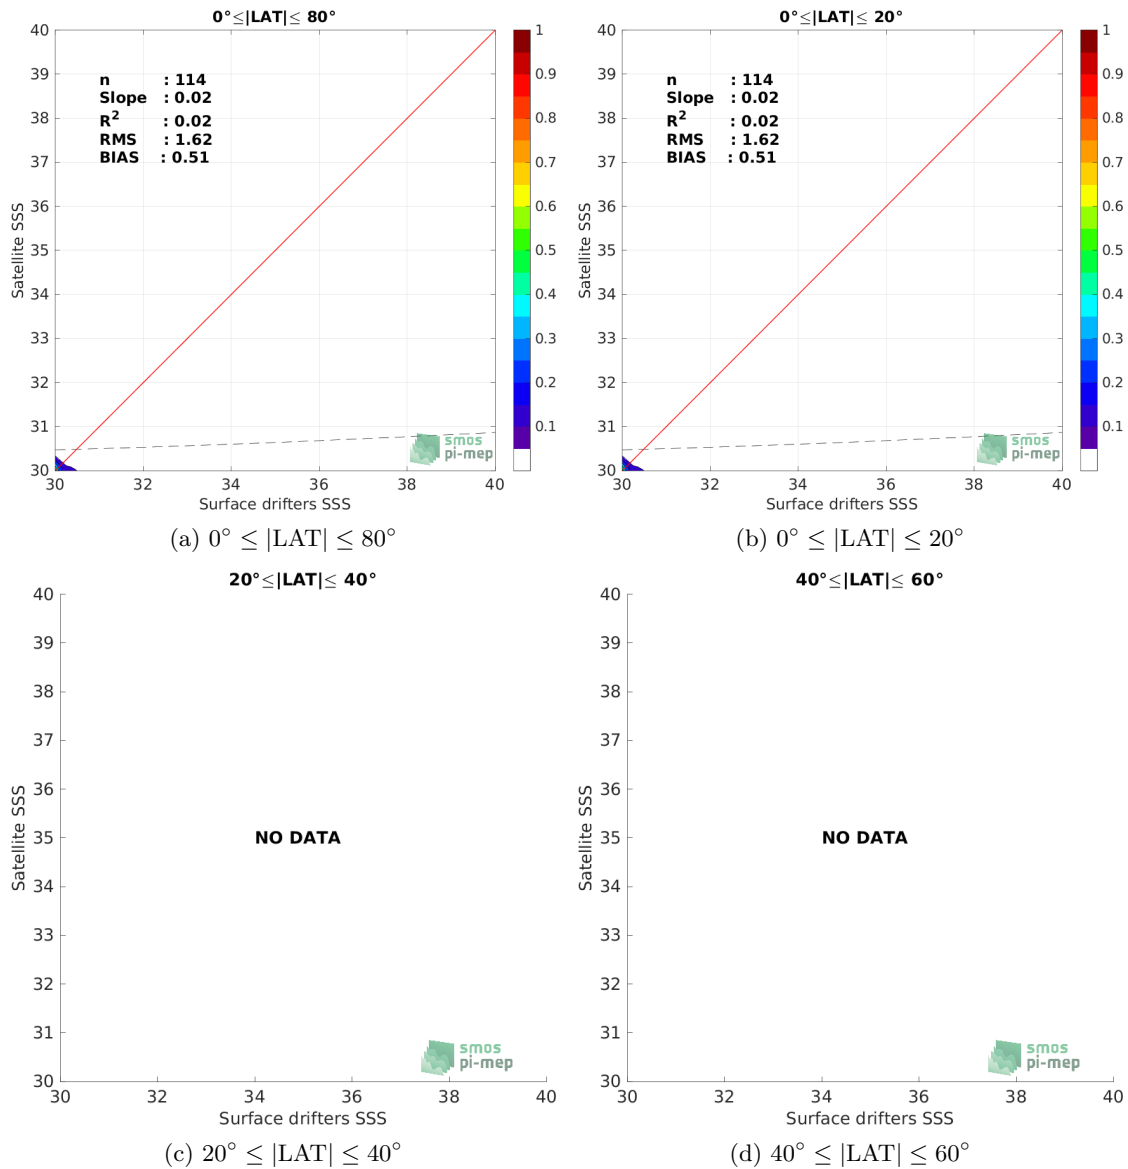 0°≤|LAT|≤ 80°
40
39
38
37
36
35
34
33
32
31
30
Satellite SSS
n : 114
Slope : 0.02
R² : 0.02
RMS : 1.62
BIAS : 0.51
smos
pi-mep
30 32 34 36 38 40
Surface drifters SSS
1
0.9
0.8
0.7
0.6
0.5
0.4
0.3
0.2
0.1
(a) 0° ≤ |LAT| ≤ 80°
0°≤|LAT|≤ 20°
40
39
38
37
36
35
34
33
32
31
30
Satellite SSS
n : 114
Slope : 0.02
R² : 0.02
RMS : 1.62
BIAS : 0.51
smos
pi-mep
30 32 34 36 38 40
Surface drifters SSS
1
0.9
0.8
0.7
0.6
0.5
0.4
0.3
0.2
0.1
(b) 0° ≤ |LAT| ≤ 20°
20°≤|LAT|≤ 40°
40
39
38
37
36
35
34
33
32
31
30
Satellite SSS
NO DATA
smos
pi-mep
30 32 34 36 38 40
Surface drifters SSS
(c) 20° ≤ |LAT| ≤ 40°
40°≤|LAT|≤ 60°
40
39
38
37
36
35
34
33
32
31
30
Satellite SSS
NO DATA
smos
pi-mep
30 32 34 36 38 40
Surface drifters SSS
(d) 40° ≤ |LAT| ≤ 60°